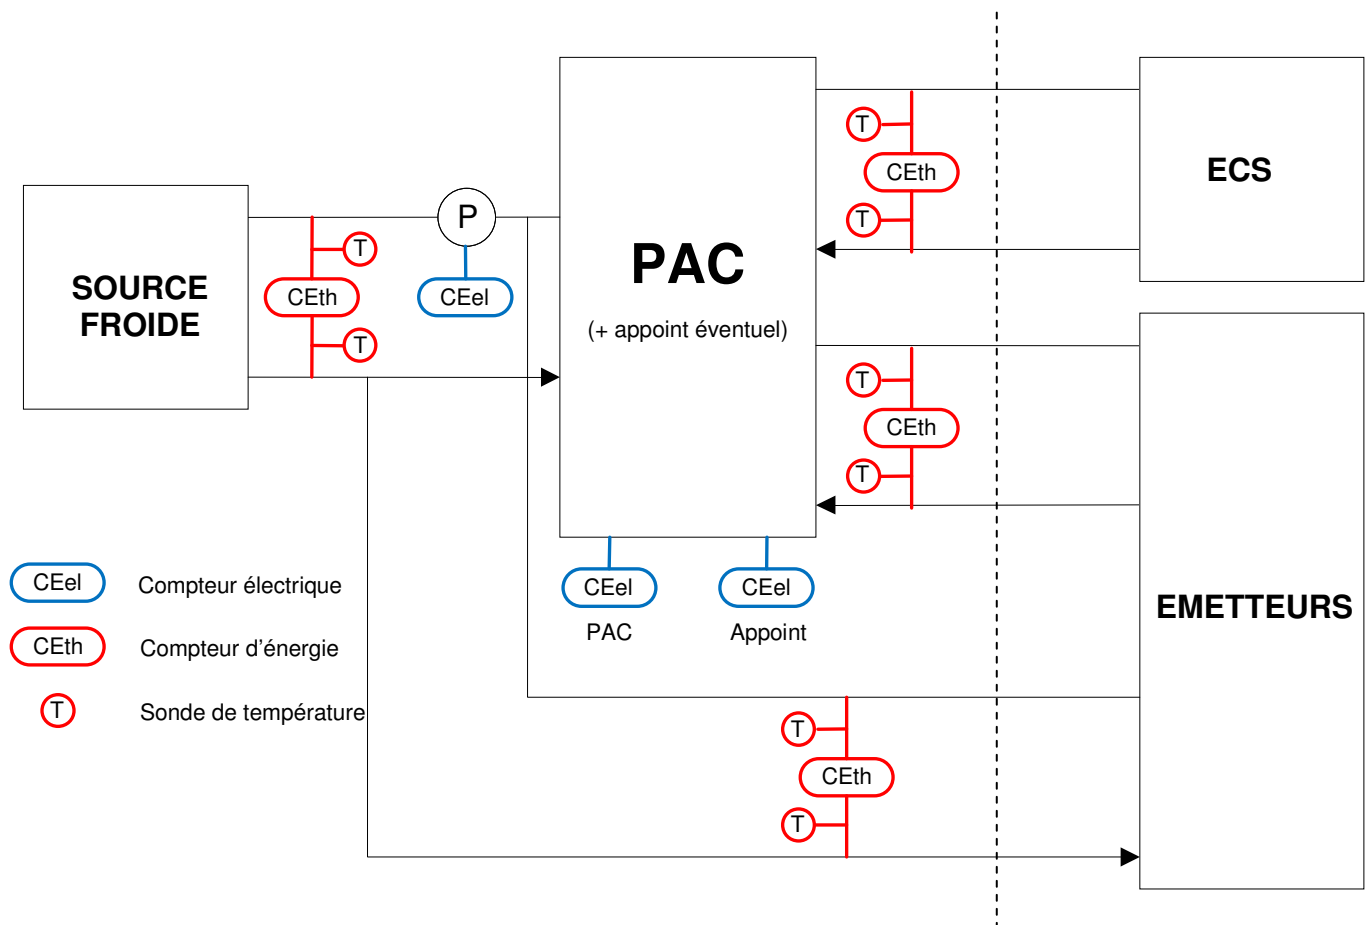 T
CEth
T
ECS
SOURCE
FROIDE
T
CEth
T
P
CEel
PAC
(+ appoint éventuel)
T
CEth
T
CEel
PAC
CEel
Appoint
EMETTEURS
CEel Compteur électrique
CEth Compteur d'énergie
T Sonde de température
T
CEth
T